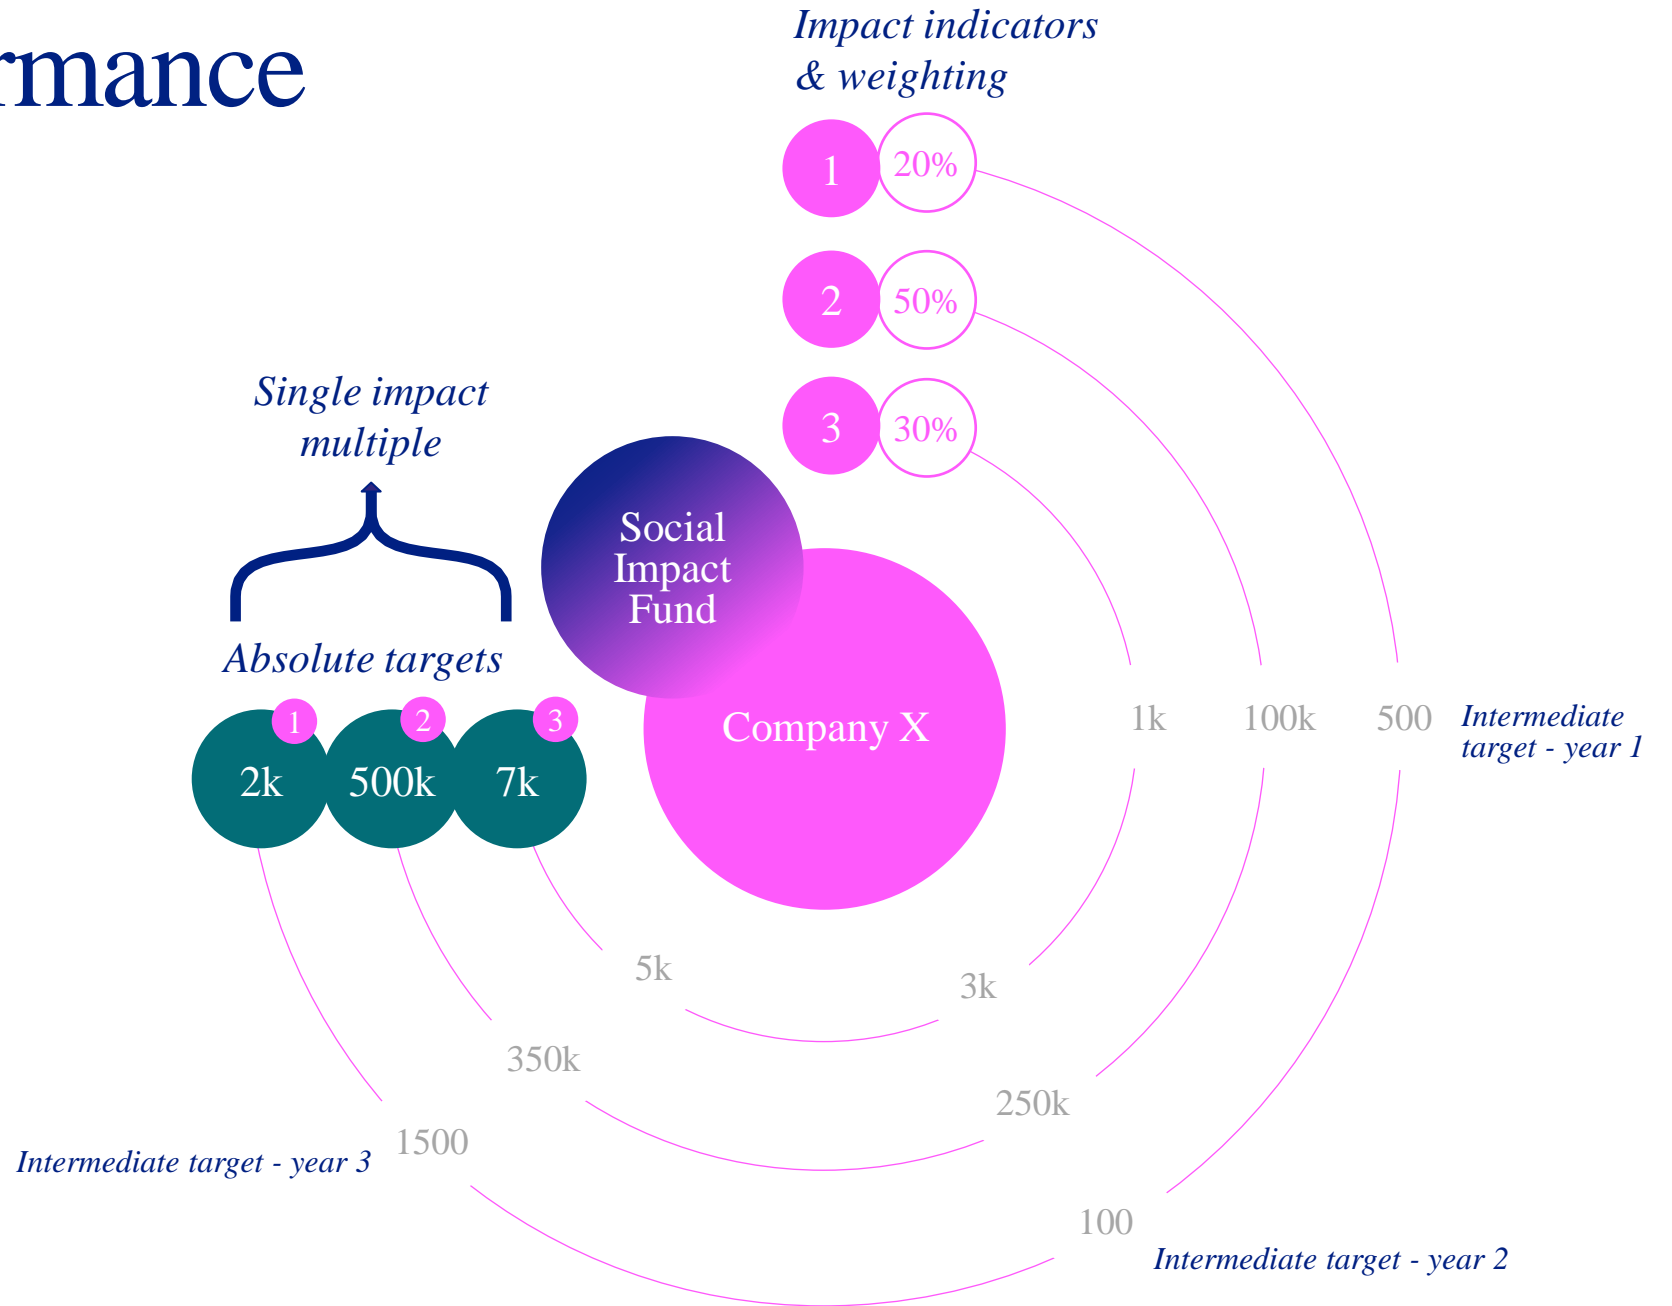 rmance
Impact indicators
& weighting
1 20%
2 50%
3 30%
Single impact
multiple
Social
Impact
Fund
Absolute targets
Company X
1 2 3
2k 500k 7k
1k 100k 500
Intermediate
target - year 1
5k
3k
350k
250k
1500
Intermediate target - year 3
100
Intermediate target - year 2